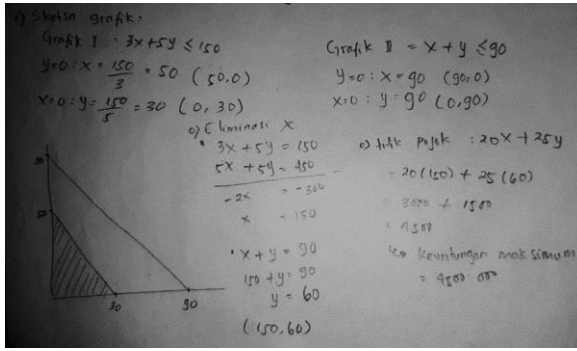 o) Sketsa grafik:
Grafik I = 3x+5y ≤ 150
y=0 : x = 150/3 = 50 (50,0)
x=0 : y = 150/5 = 30 (0, 30)
Grafik II = x + y ≤ 90
y=0 : x = 90 (90,0)
x=0 : y = 90 (0,90)
o) Eliminasi x
• 3x + 5y = 150
5x + 5y = 450
-2x = -300
x = 150
• x + y = 90
150 + y = 90
y = 60
(150,60)
o) titik pojok : 20x + 25y
= 20 (150) + 25 (60)
= 3000 + 1500
= 4500
↳ keuntungan maksimum
= 4500.000
90
30
90